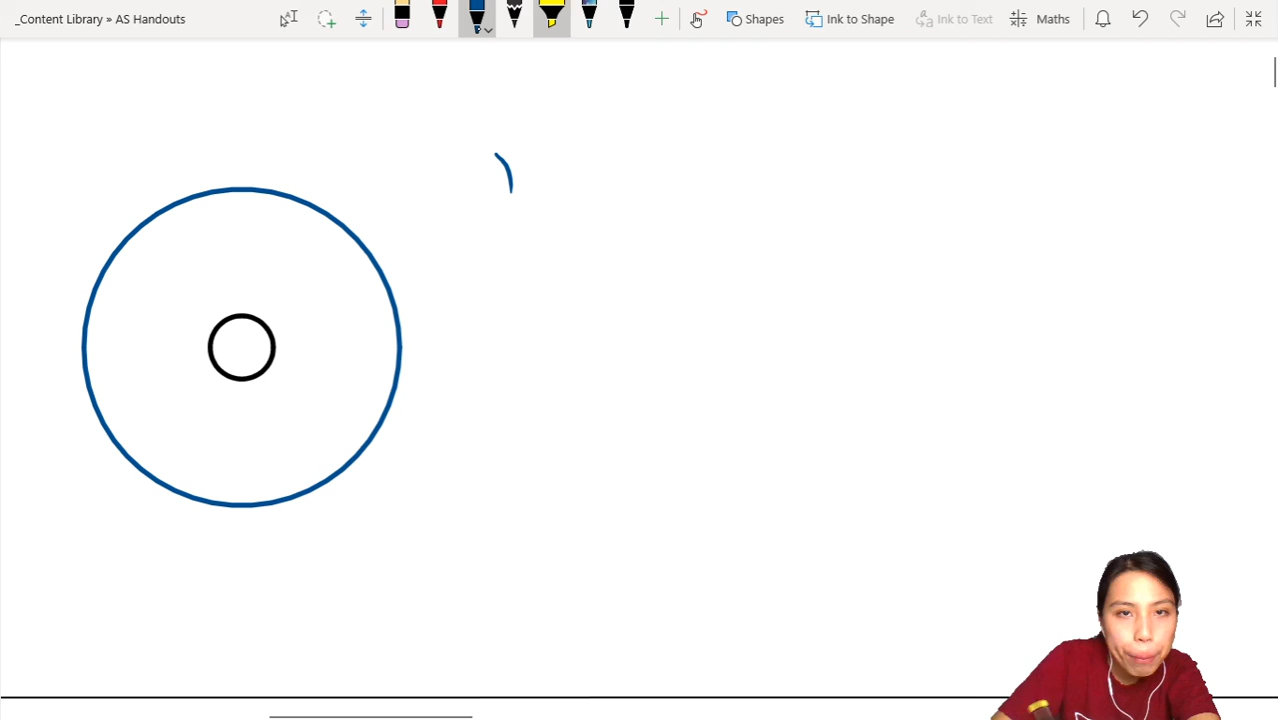 _Content Library » AS Handouts
Shapes
Ink to Shape
Ink to Text
Maths